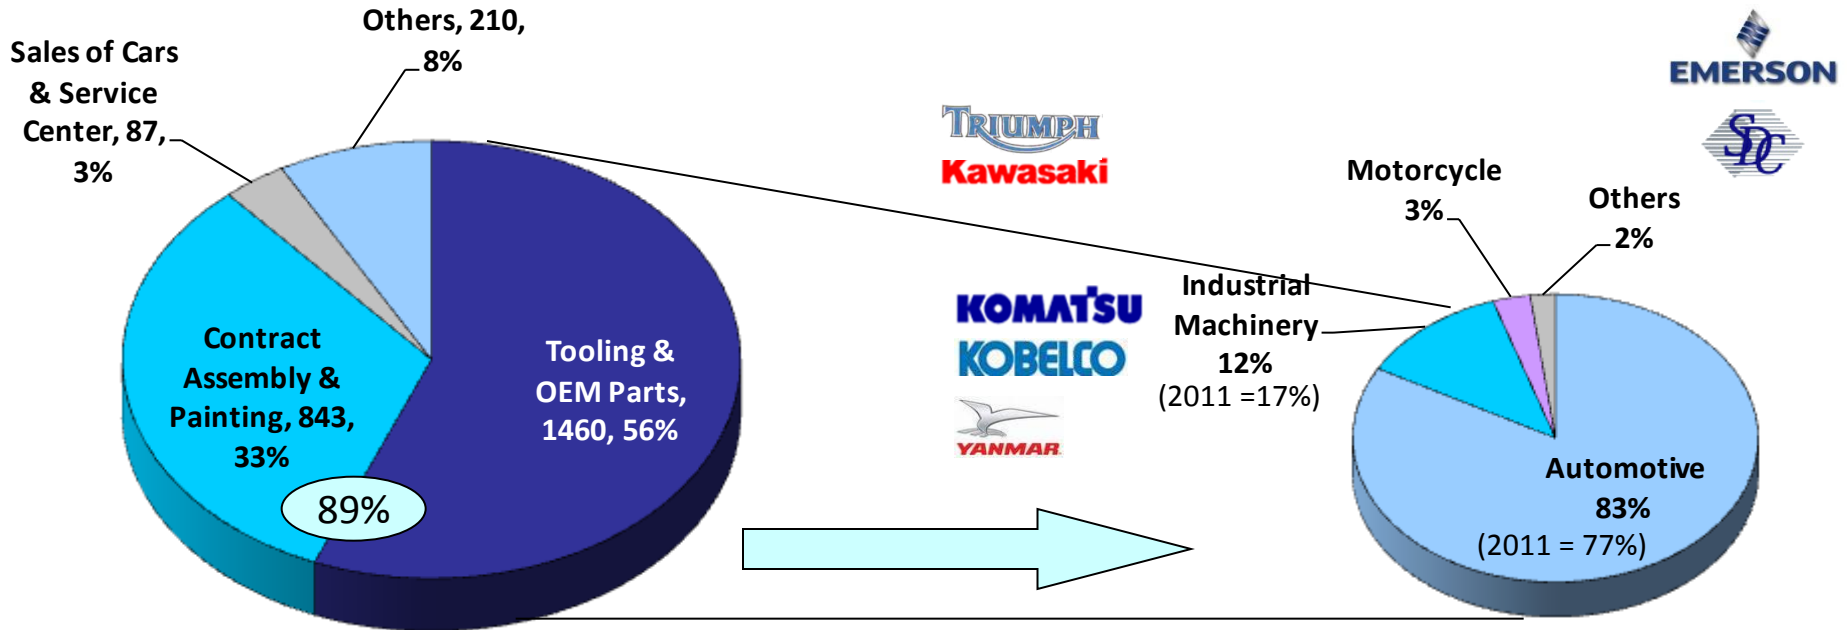 Others, 210,
8%
Sales of Cars
& Service
Center, 87,
3%
Contract
Assembly &
Painting, 843,
33%
Tooling &
OEM Parts,
1460, 56%
89%
TRIUMPH
Kawasaki
KOMATSU
KOBELCO
YANMAR
EMERSON
SDC
Motorcycle
3%
Others
2%
Industrial
Machinery
12%
(2011 =17%)
Automotive
83%
(2011 = 77%)